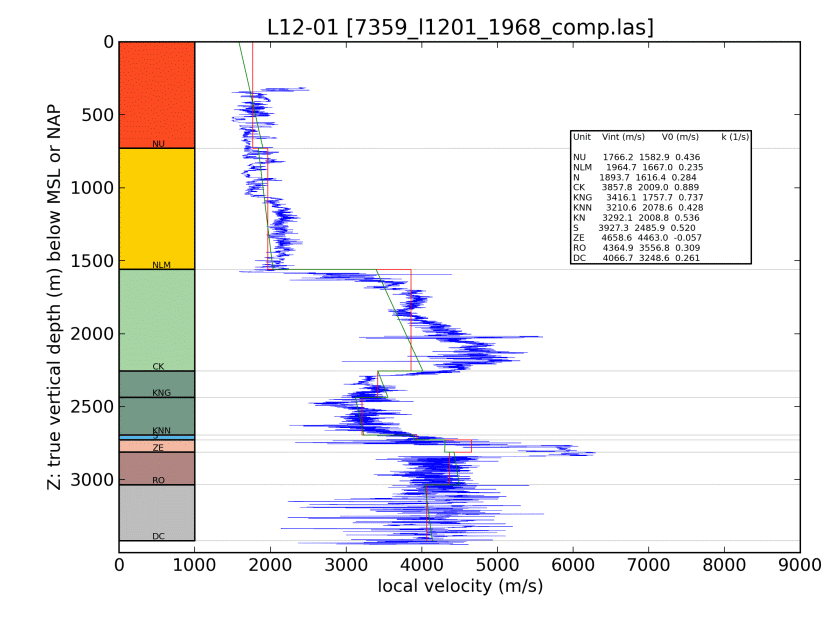 L12-01 [7359_l1201_1968_comp.las]
Z: true vertical depth (m) below MSL or NAP
0
500
1000
1500
2000
2500
3000
NU
NLM
CK
KNG
KNN
S
ZE
RO
DC
Unit Vint (m/s) V0 (m/s) k (1/s)
NU 1766.2 1582.9 0.436
NLM 1964.7 1667.0 0.235
N 1893.7 1616.4 0.284
CK 3857.8 2009.0 0.889
KNG 3416.1 1757.7 0.737
KNN 3210.6 2078.6 0.428
KN 3292.1 2008.8 0.536
S 3927.3 2485.9 0.520
ZE 4658.6 4463.0 -0.057
RO 4364.9 3556.8 0.309
DC 4066.7 3248.6 0.261
0 1000 2000 3000 4000 5000 6000 7000 8000 9000
local velocity (m/s)